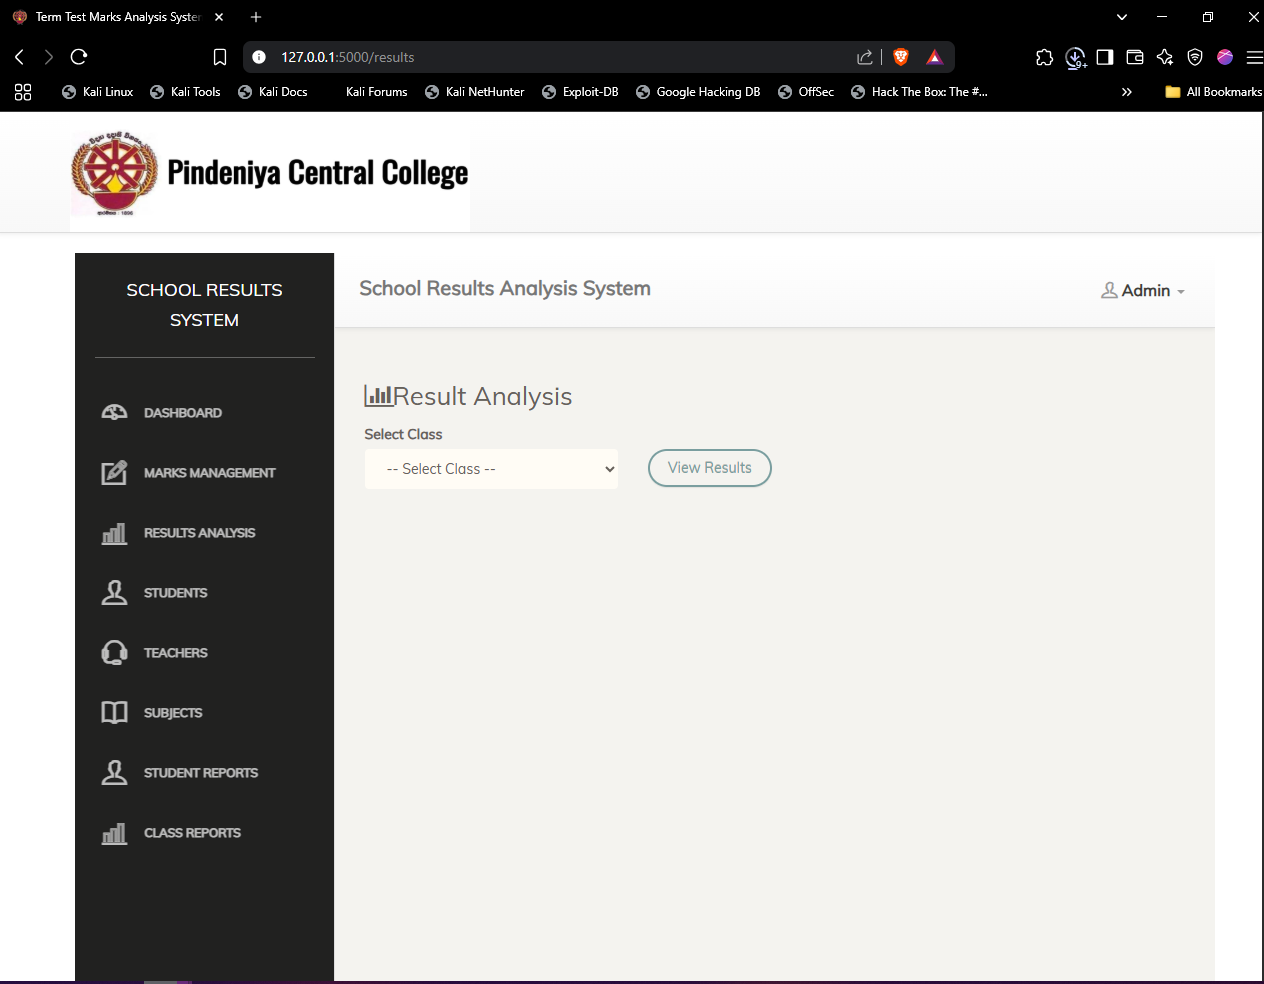 Term Test Marks Analysis System
127.0.0.1:5000/results
9+
Kali Linux
Kali Tools
Kali Docs
Kali Forums
Kali NetHunter
Exploit-DB
Google Hacking DB
OffSec
Hack The Box: The #...
All Bookmarks
Pindeniya Central College
SCHOOL RESULTS
SYSTEM
School Results Analysis System
Admin
DASHBOARD
MARKS MANAGEMENT
RESULTS ANALYSIS
STUDENTS
TEACHERS
SUBJECTS
STUDENT REPORTS
CLASS REPORTS
Result Analysis
Select Class
-- Select Class --
View Results